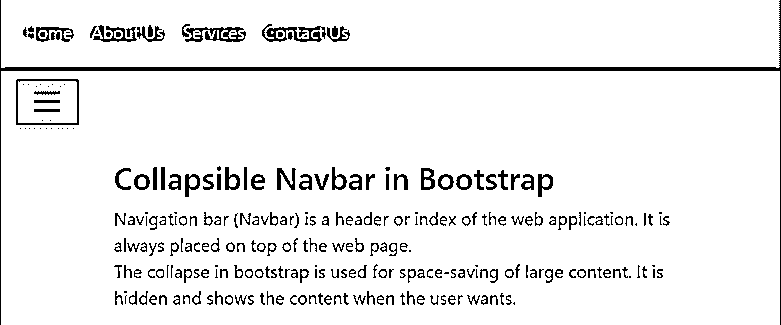 Home About Us Services Contact Us
Collapsible Navbar in Bootstrap
Navigation bar (Navbar) is a header or index of the web application. It is
always placed on top of the web page.
The collapse in bootstrap is used for space-saving of large content. It is
hidden and shows the content when the user wants.